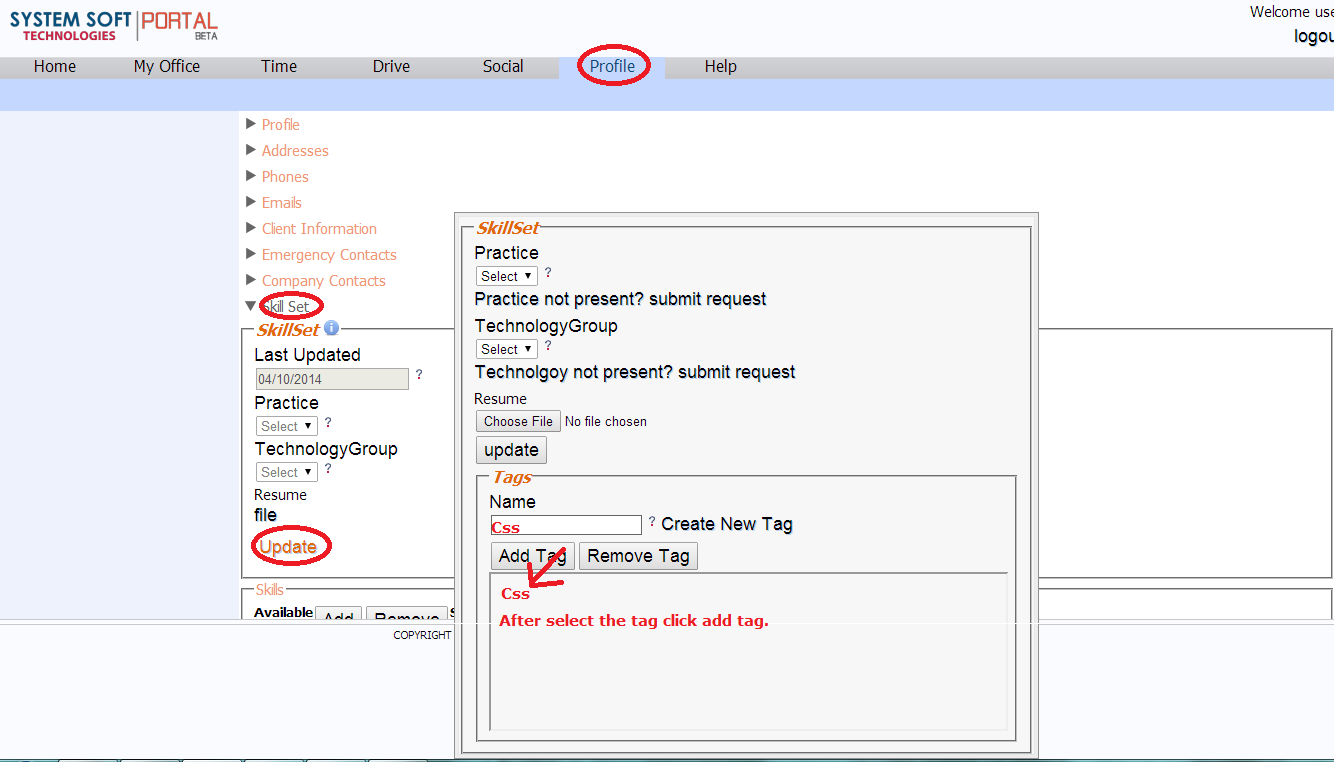 SYSTEM SOFT PORTAL
TECHNOLOGIES BETA
Welcome use
logou
Home My Office Time Drive Social Profile Help
Profile
Addresses
Phones
Emails
Client Information
Emergency Contacts
Company Contacts
Skill Set
SkillSet
Last Updated
04/10/2014 ?
Practice
Select ?
TechnologyGroup
Select ?
Resume
file
Update
Skills
Available Add Remove S
COPYRIGHT
SkillSet
Practice
Select ?
Practice not present? submit request
TechnologyGroup
Select ?
Technolgoy not present? submit request
Resume
Choose File No file chosen
update
Tags
Name
Css ? Create New Tag
Add Tag Remove Tag
Css
After select the tag click add tag.